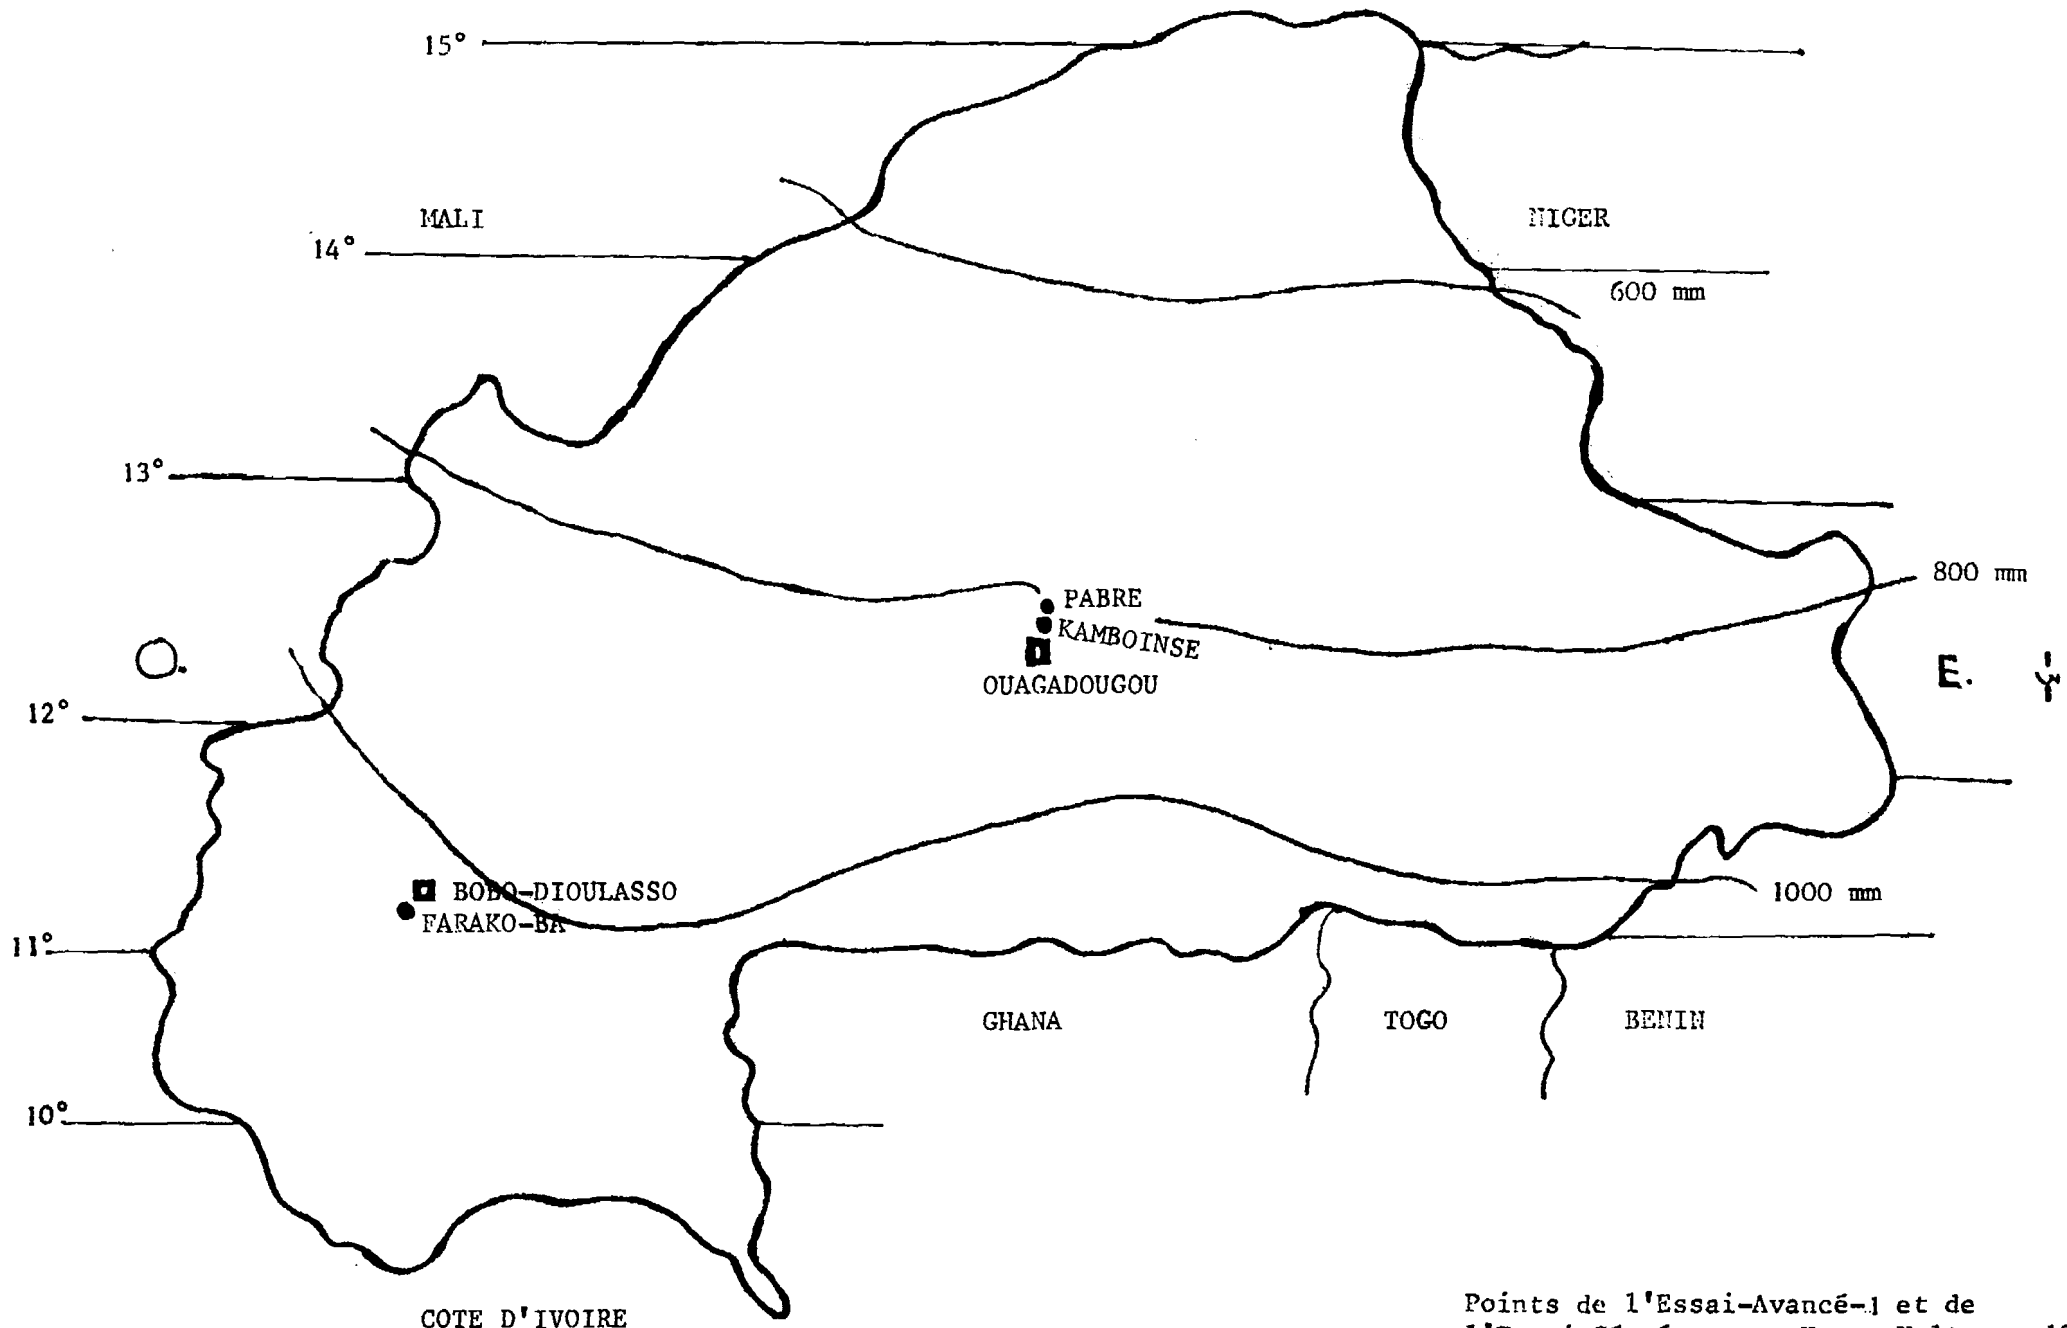 15°
MALI
NIGER
14°
600 mm
13°
800 mm
PABRE
KAMBOINSE
O.
OUAGADOUGOU
E.
12°
BOBO-DIOULASSO
1000 mm
FARAKO-BA
11°
GHANA
TOGO
BENIN
10°
COTE D'IVOIRE
Points de l'Essai-Avancé-1 et de